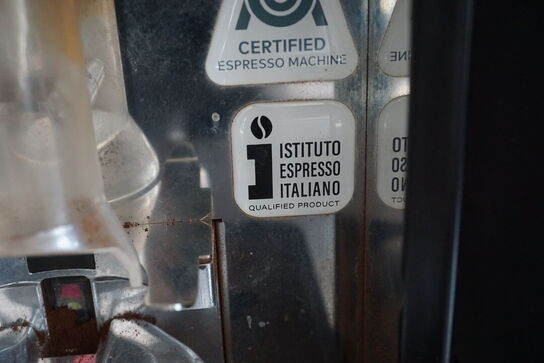 CERTIFIED
ESPRESSO MACHINE
ISTITUTO
ESPRESSO
ITALIANO
QUALIFIED PRODUCT